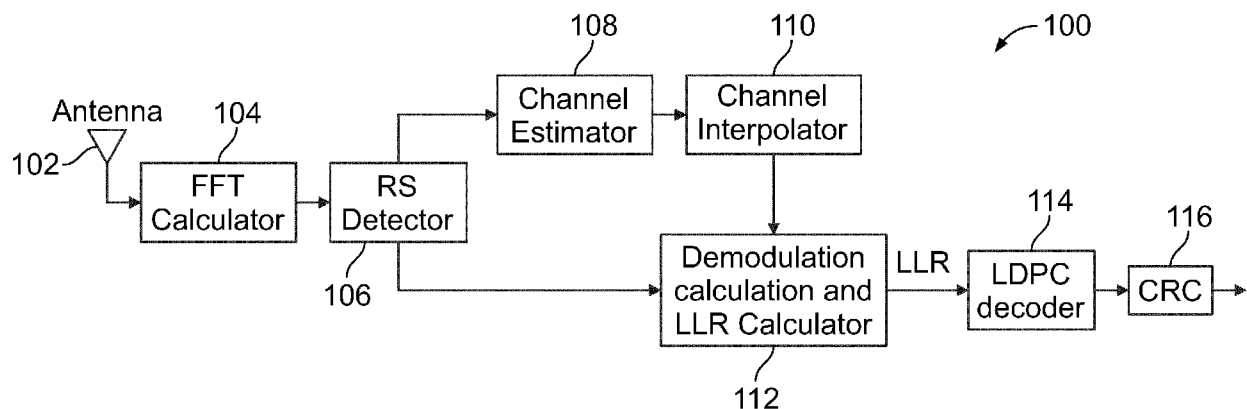 108
110
100
Antenna
104
102
Channel
Estimator
Channel
Interpolator
FFT
Calculator
RS
Detector
106
114
116
Demodulation
calculation and
LLR Calculator
LLR
LDPC
decoder
CRC
112